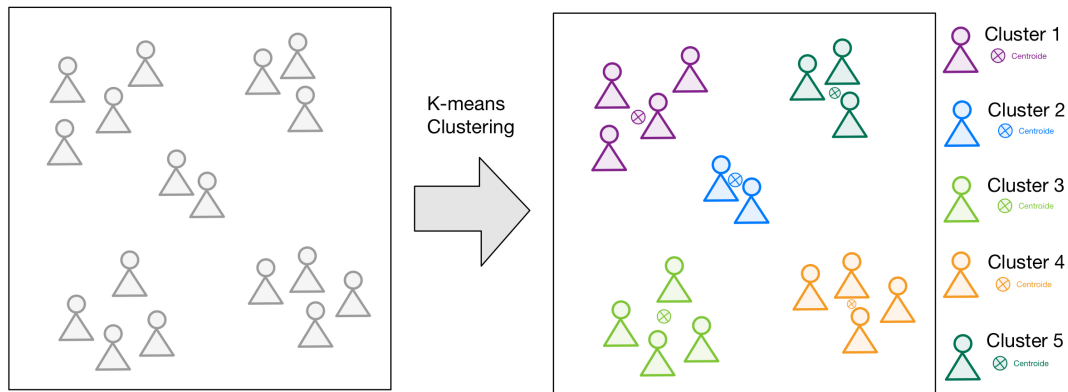 K-means
Clustering
Cluster 1
Centroide
Cluster 2
Centroide
Cluster 3
Centroide
Cluster 4
Centroide
Cluster 5
Centroide